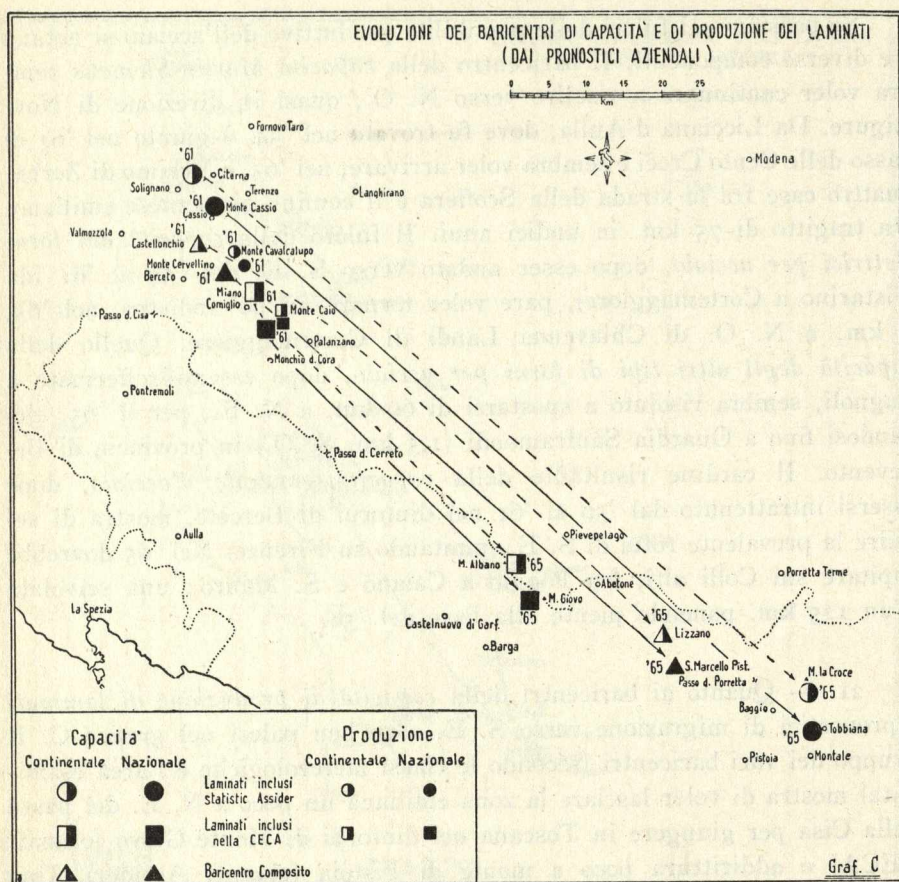 EVOLUZIONE DEI BARICENTRI DI CAPACITA' E DI PRODUZIONE DEI LAMINATI
( DAI PRONOSTICI AZIENDALI )
5 10 15 20 25
Km
Fornovo Taro
Modena
'61
Citerna
Solignano
Terenzo
Langhirano
'61
Monte Cassio
Cassio
Valmozzola
'61
Castellonchio
'61
Monte Cavalcalupo
Monte Cervellino
'61
'61
Berceto
Miano
Corniglio
'61
Monte Caio
Passo d. Cisa
'61
Palanzano
Monchio d. Cora
Pontremoli
Passo d. Cerreto
Aulla
Pievepelago
M. Albano
'65
Abetone
Porretta Terme
La Spezia
M. Giovo
'65
Castelnuovo di Garf.
'65
Lizzano
Barga
'65
S. Marcello Pist.
Passo d. Porretta
M. la Croce
'65
Baggio
'65
Tobbiana
Pistoia
Montale
Capacita'
Produzione
Continentale
Nazionale
Continentale
Nazionale
Laminati inclusi
statistic. Assider
Laminati inclusi
nella CECA
Baricentro Composito
Graf. C